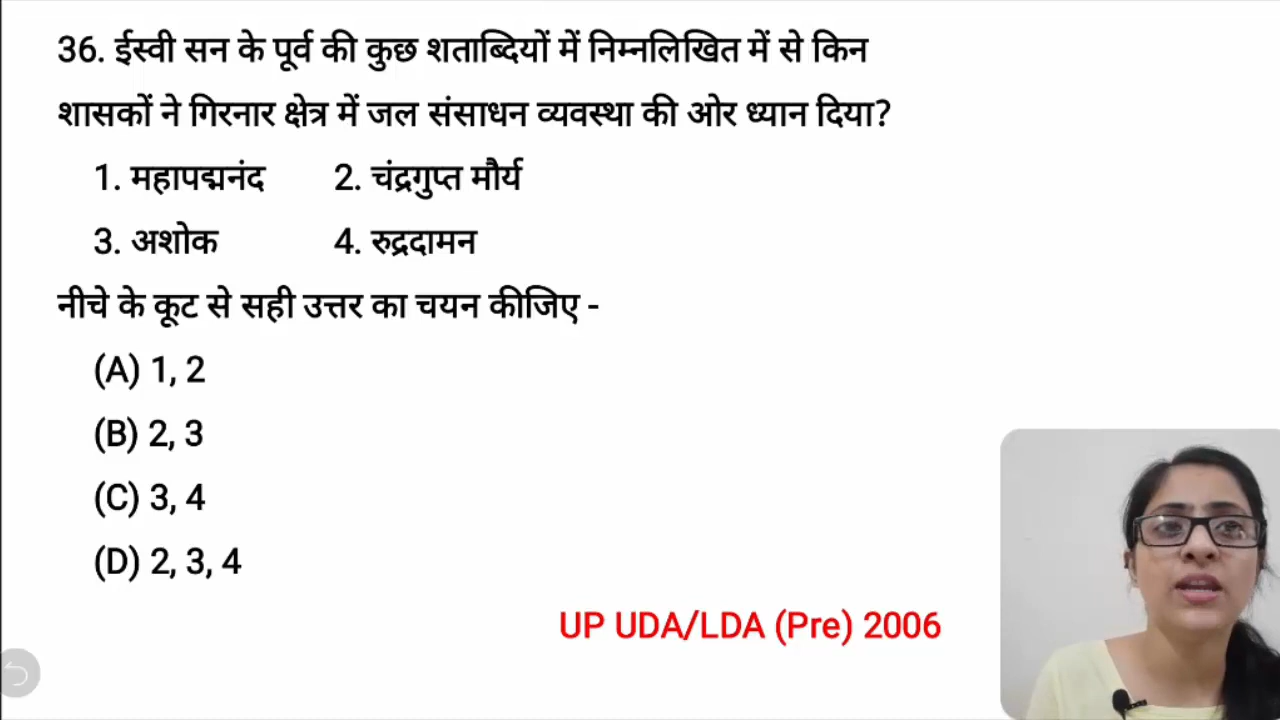 36. ईस्वी सन के पूर्व की कुछ शताब्दियों में निम्नलिखित में से किन
शासकों ने गिरनार क्षेत्र में जल संसाधन व्यवस्था की ओर ध्यान दिया?
1. महापद्मनंद 2. चंद्रगुप्त मौर्य
3. अशोक 4. रुद्रदामन
नीचे के कूट से सही उत्तर का चयन कीजिए -
(A) 1, 2
(B) 2, 3
(C) 3, 4
(D) 2, 3, 4
UP UDA/LDA (Pre) 2006